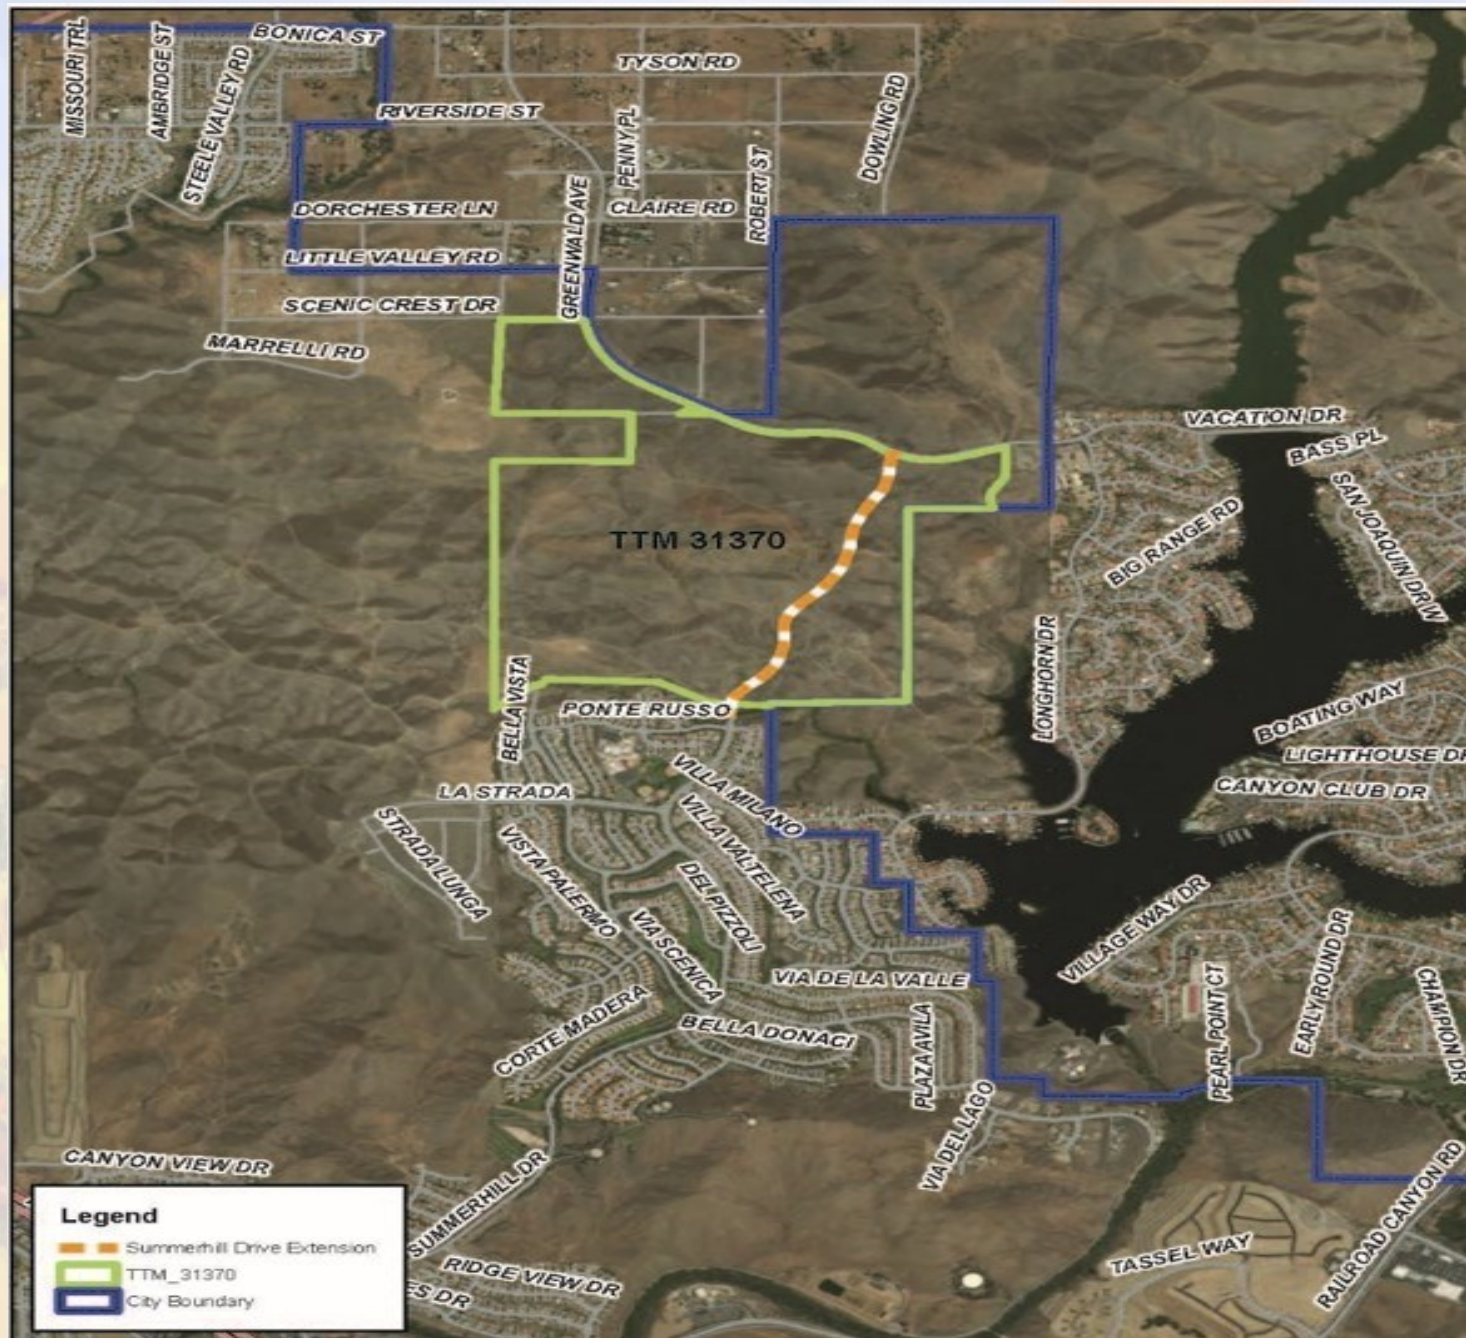 BONICA ST
MISSOURI TRL
AMBRIDGE ST
STEELE VALLEY RD
TYSON RD
RIVERSIDE ST
PENNY PL
DOWLING RD
ROBERT ST
DORCHESTER LN
CLAIRE RD
GREENWALD AVE
LITTLE VALLEY RD
SCENIC CREST DR
MARRELLI RD
VACATION DR
BASS PL
SAN JOAQUIN DR W
BIG RANGE RD
TTM 31370
LONGHORN DR
BELLA VISTA
PONTE RUSSO
BOATING WAY
LIGHTHOUSE DR
CANYON CLUB DR
VILLA MILANO
LA STRADA
STRADA LUNGA
VISTA PALERMO
VILLA VALTELENA
DEL PIZZOLI
VIA SCENICA
VILLAGE WAY DR
VIA DE LA VALLE
CORTE MADERA
BELLA DONACI
PLAZA AVILA
PEARL POINT CT
EARLY ROUND DR
CHAMPION DR
VIA DEL LAGO
CANYON VIEW DR
SUMMERHILL DR
RIDGE VIEW DR
ES DR
TASSEL WAY
RAILROAD CANYON RD
Legend
Summerhill Drive Extension
TTM_31370
City Boundary